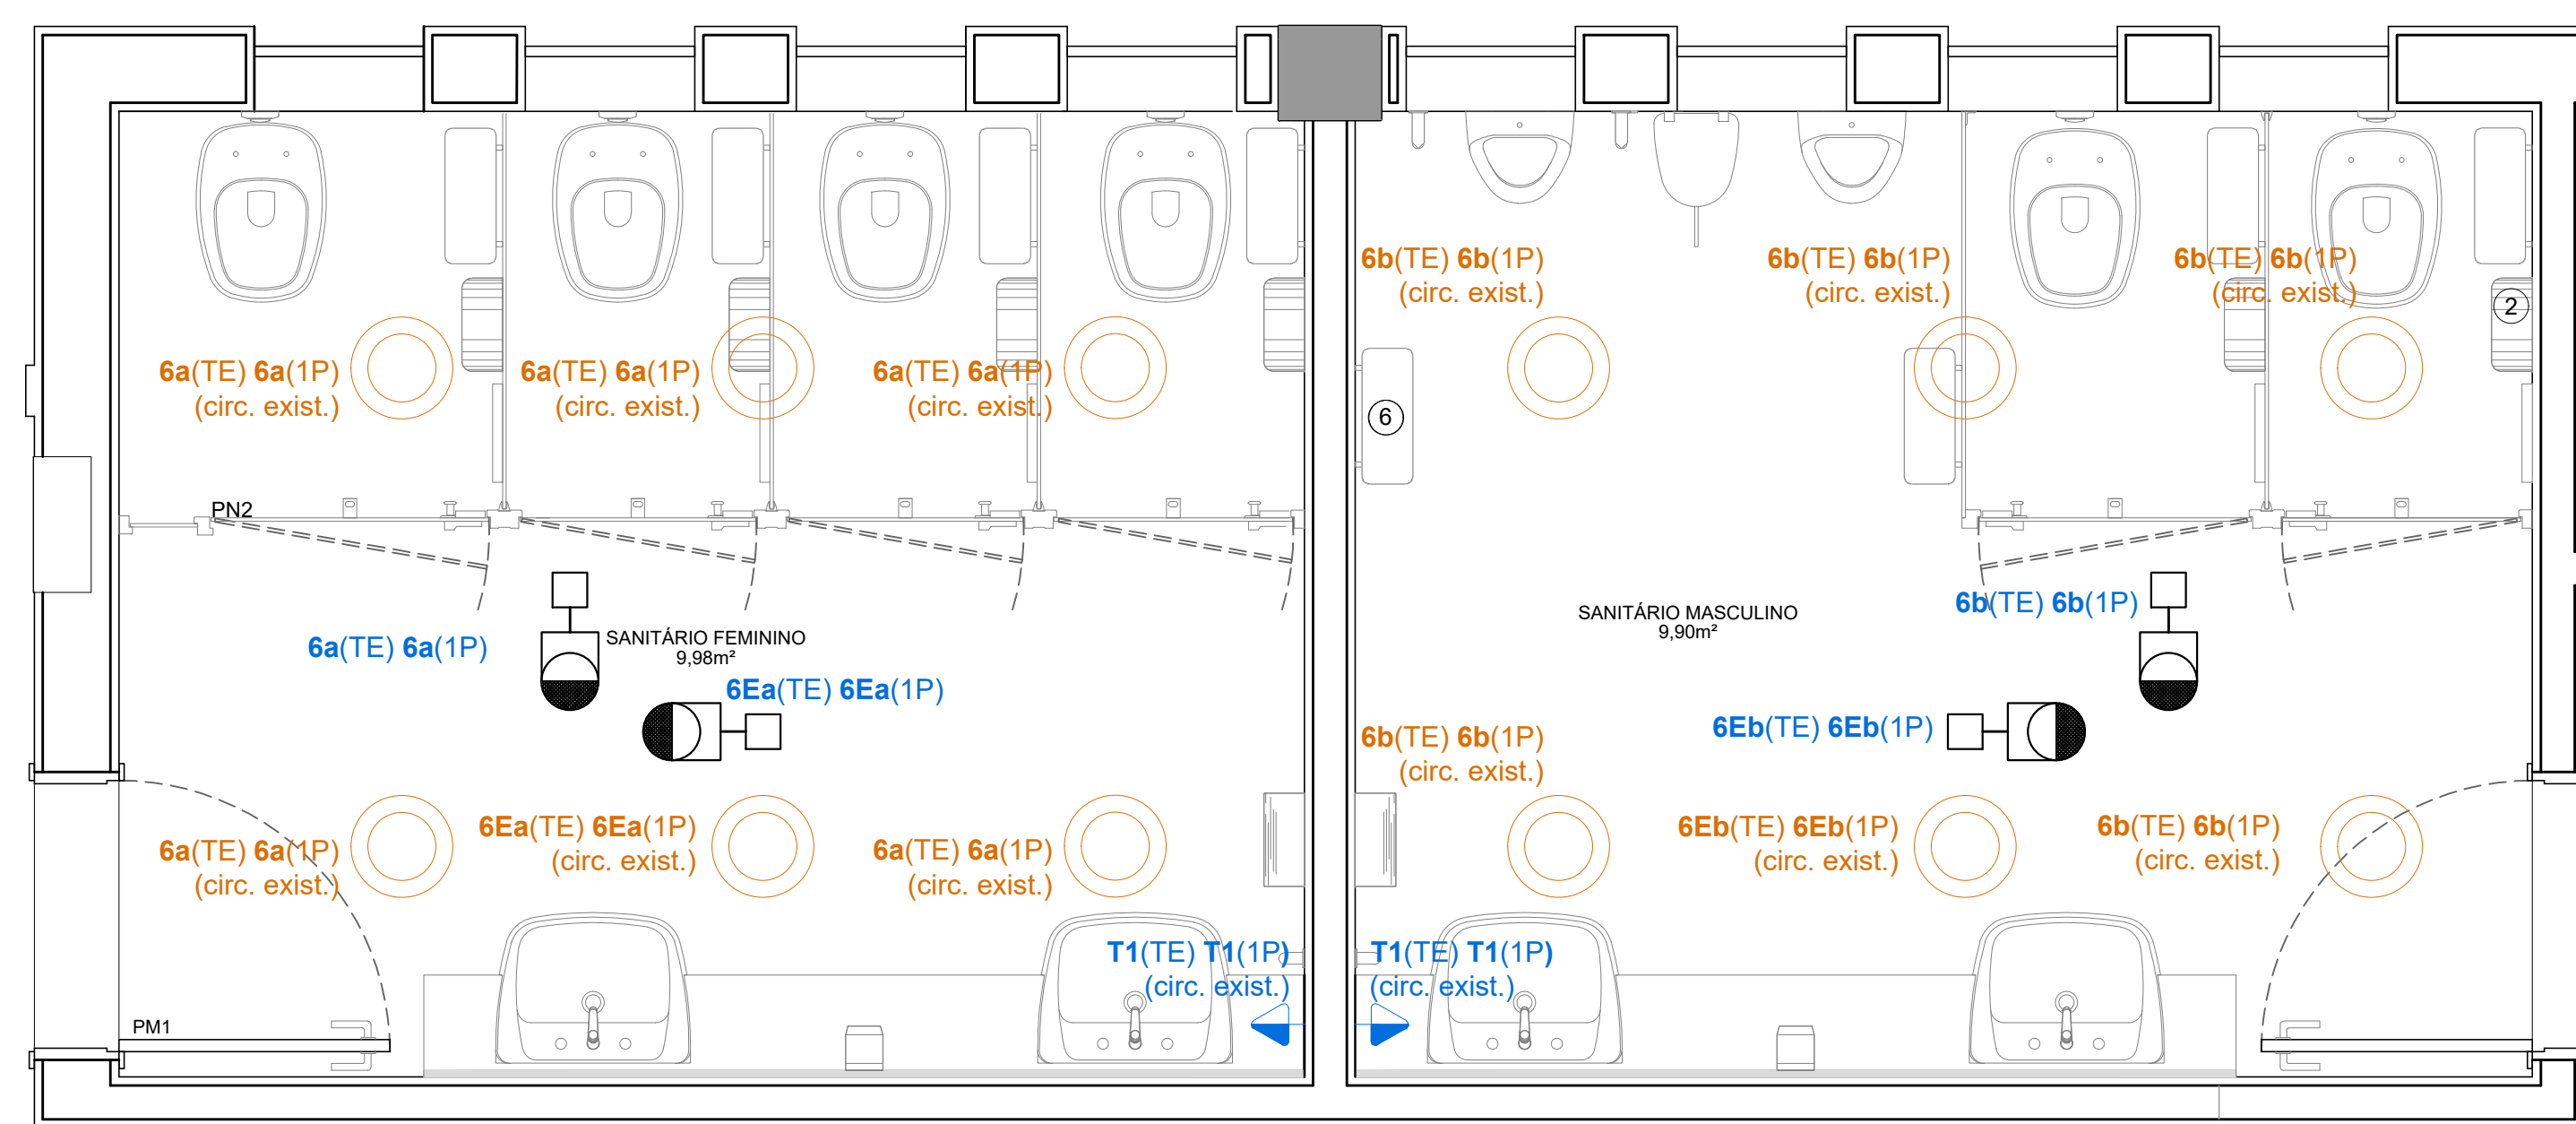 6b(TE) 6b(1P)
(circ. exist.)
6b(TE) 6b(1P)
(circ. exist.)
6b(TE) 6b(1P)
(circ. exist.)
2
6a(TE) 6a(1P)
(circ. exist.)
6a(TE) 6a(1P)
(circ. exist.)
6a(TE) 6a(1P)
(circ. exist.)
6
PN2
6a(TE) 6a(1P)
SANITÁRIO FEMININO
9,98m²
6Ea(TE) 6Ea(1P)
SANITÁRIO MASCULINO
9,90m²
6b(TE) 6b(1P)
6Eb(TE) 6Eb(1P)
6b(TE) 6b(1P)
(circ. exist.)
6a(TE) 6a(1P)
(circ. exist.)
6Ea(TE) 6Ea(1P)
(circ. exist.)
6a(TE) 6a(1P)
(circ. exist.)
6Eb(TE) 6Eb(1P)
(circ. exist.)
6b(TE) 6b(1P)
(circ. exist.)
T1(TE) T1(1P)
(circ. exist.)
T1(TE) T1(1P)
(circ. exist.)
PM1